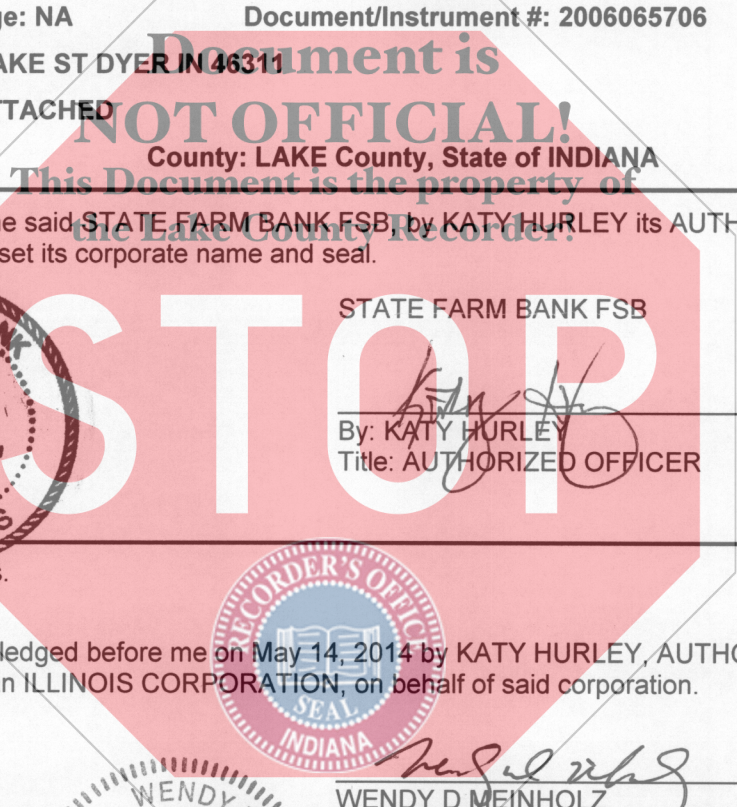 ge: NA Document/Instrument #: 2006065706
AKE ST DYER IN 46311
Document is
TTACHED
NOT OFFICIAL!
County: LAKE County, State of INDIANA
This Document is the property of
the Lake County Recorder!
e said STATE FARM BANK FSB, by KATY HURLEY its AUTH
set its corporate name and seal.
STOP
STATE FARM BANK FSB
By: KATY HURLEY
Title: AUTHORIZED OFFICER
s.
RECORDER'S OFFICE
SEAL
INDIANA
ledged before me on May 14, 2014 by KATY HURLEY, AUTHO
n ILLINOIS CORPORATION, on behalf of said corporation.
WENDY
WENDY D MEINHOLZ